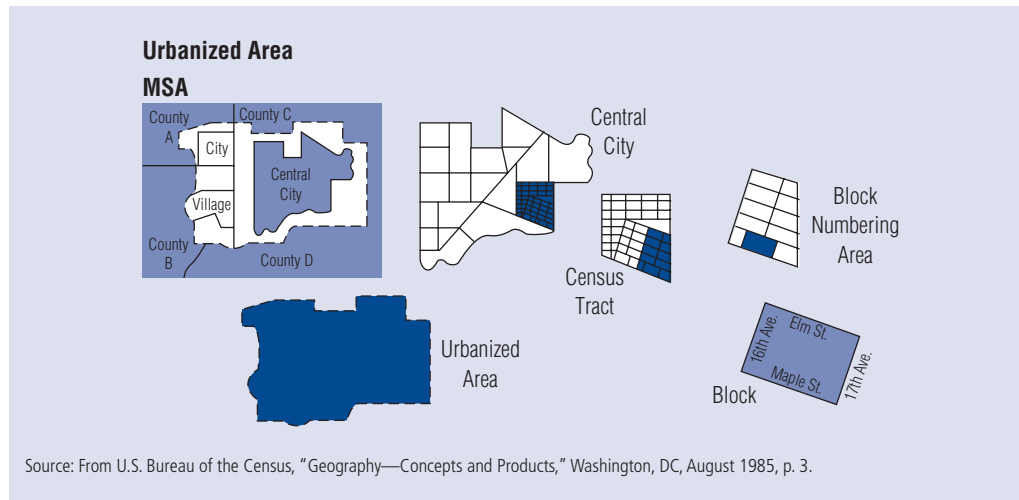 Urbanized Area
MSA
County
A
County C
City
Central
City
Village
County
B
County D
Central
City
Census
Tract
Block
Numbering
Area
Urbanized
Area
16th Ave.
Elm St.
Maple St.
17th Ave.
Block
Source: From U.S. Bureau of the Census, “Geography—Concepts and Products,” Washington, DC, August 1985, p. 3.